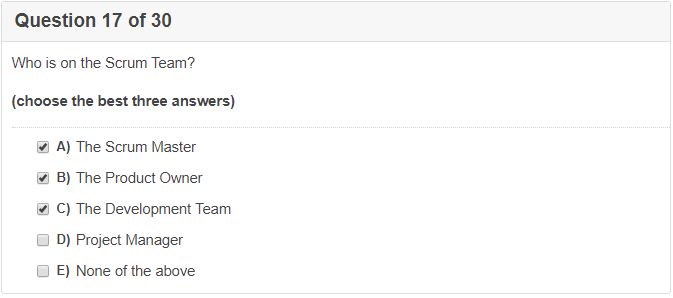 Question 17 of 30
Who is on the Scrum Team?
(choose the best three answers)
A) The Scrum Master
B) The Product Owner
C) The Development Team
D) Project Manager
E) None of the above